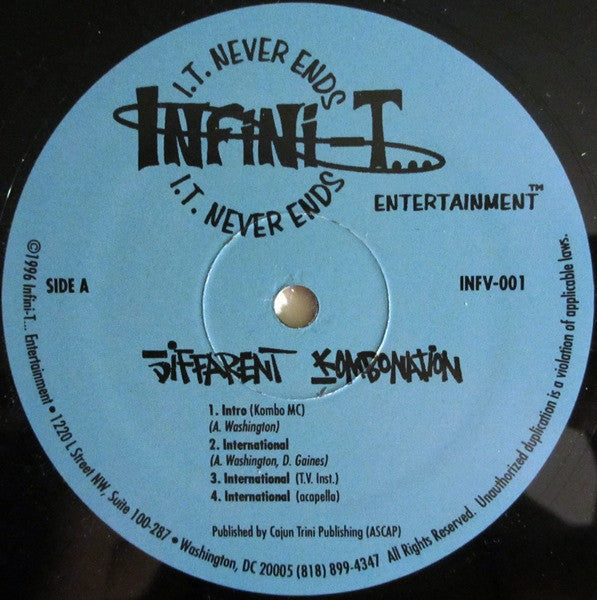 I.T. NEVER ENDS
INFINI-T...
I.T. NEVER ENDS
ENTERTAINMENT™
SIDE A
INFV-001
DIFFARENT KOMBONATION
1. Intro (Kombo MC)
(A. Washington)
2. International
(A. Washington, D. Gaines)
3. International (T.V. Inst.)
4. International (acapella)
Published by Cajun Trini Publishing (ASCAP)
©1996 Infini-T... Entertainment • 1220 L Street NW, Suite 100-287 • Washington, DC 20005 (818) 899-4347 All Rights Reserved. Unauthorized duplication is a violation of applicable laws.